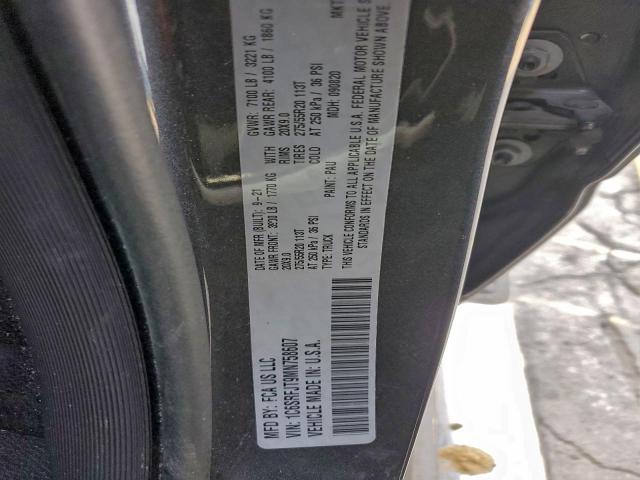 MFD BY: FCA US LLC
DATE OF MFR (BUILT): 9-21 GVWR: 7100 LB / 3221 KG
GAWR FRONT: 3900 LB / 1770 KG WITH GAWR REAR: 4100 LB / 1860 KG
20X9.0 RIMS 20X9.0
275/55R20 113T TIRES 275/55R20 113T
AT 250 kPa / 36 PSI COLD AT 250 kPa / 36 PSI
VIN: 1C6SRFJT9MN758607 TYPE: TRUCK PAINT: PAU MDH: 090820 MKT
VEHICLE MADE IN: U.S.A.
THIS VEHICLE CONFORMS TO ALL APPLICABLE U.S.A. FEDERAL MOTOR VEHICLE S
STANDARDS IN EFFECT ON THE DATE OF MANUFACTURE SHOWN ABOVE.